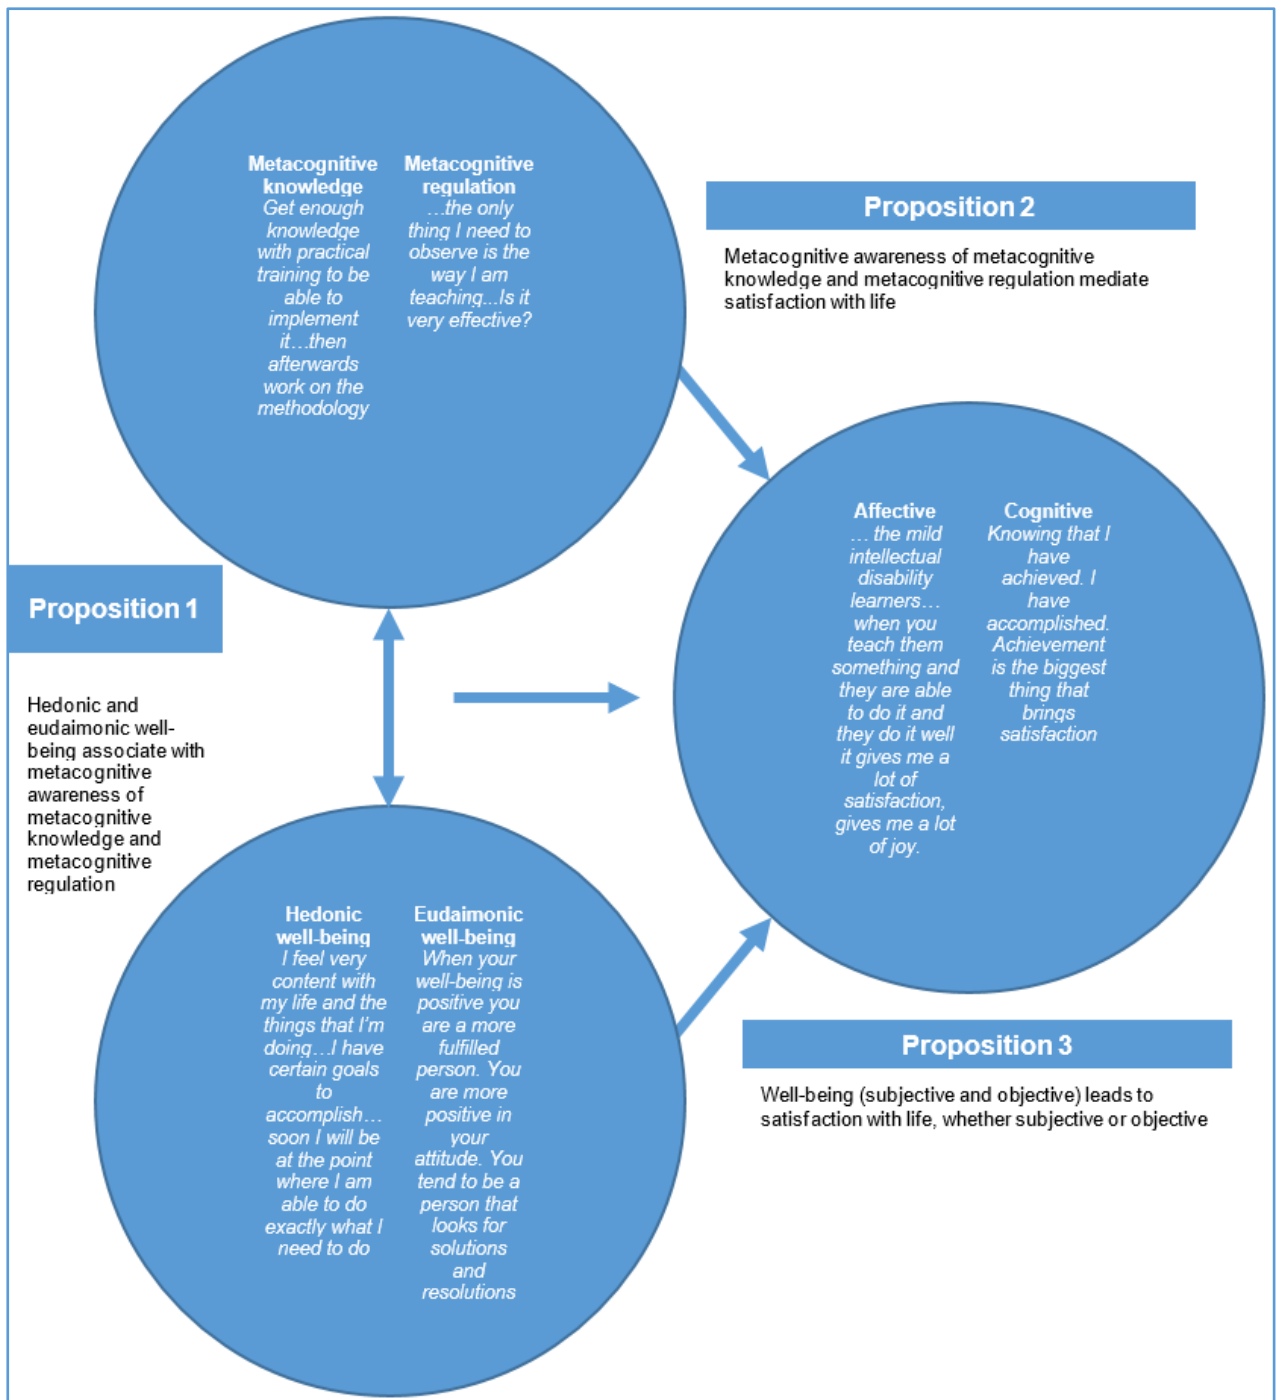 Metacognitive
knowledge
Get enough
knowledge
with practical
training to be
able to
implement
it…then
afterwards
work on the
methodology
Metacognitive
regulation
…the only
thing I need to
observe is the
way I am
teaching...Is it
very effective?
Proposition 2
Metacognitive awareness of metacognitive
knowledge and metacognitive regulation mediate
satisfaction with life
Affective
… the mild
intellectual
disability
learners…
when you
teach them
something and
they are able
to do it and
they do it well
it gives me a
lot of
satisfaction,
gives me a lot
of joy.
Cognitive
Knowing that I
have
achieved. I
have
accomplished.
Achievement
is the biggest
thing that
brings
satisfaction
Proposition 1
Hedonic and
eudaimonic well-
being associate with
metacognitive
awareness of
metacognitive
knowledge and
metacognitive
regulation
Hedonic
well-being
I feel very
content with
my life and the
things that I’m
doing…I have
certain goals
to
accomplish…
soon I will be
at the point
where I am
able to do
exactly what I
need to do
Eudaimonic
well-being
When your
well-being is
positive you
are a more
fulfilled
person. You
are more
positive in
your
attitude. You
tend to be a
person that
looks for
solutions
and
resolutions
Proposition 3
Well-being (subjective and objective) leads to
satisfaction with life, whether subjective or objective